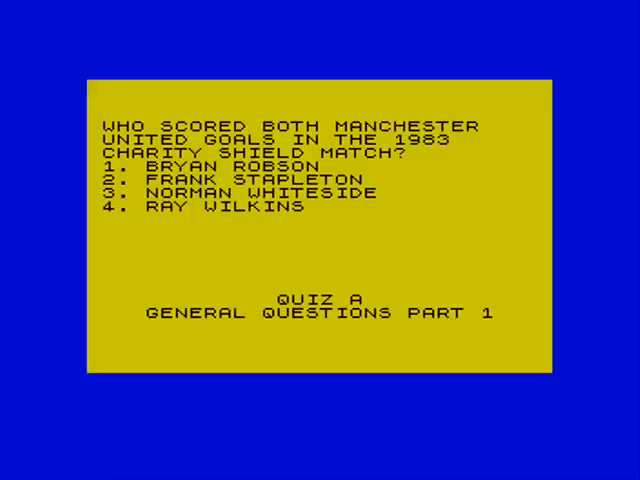 WHO SCORED BOTH MANCHESTER
UNITED GOALS IN THE 1983
CHARITY SHIELD MATCH?
1. BRYAN ROBSON
2. FRANK STAPLETON
3. NORMAN WHITESIDE
4. RAY WILKINS
QUIZ A
GENERAL QUESTIONS PART 1